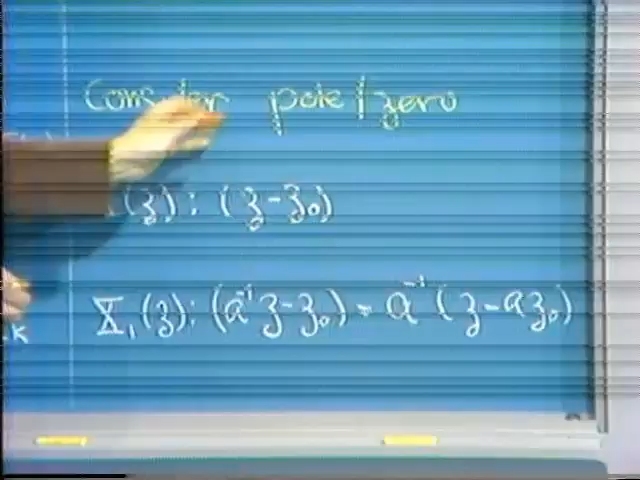 Consider pole/zero
(z) : (z-z₀)
X₁(z) : (a⁻¹z-z₀) = a⁻¹(z-az₀)